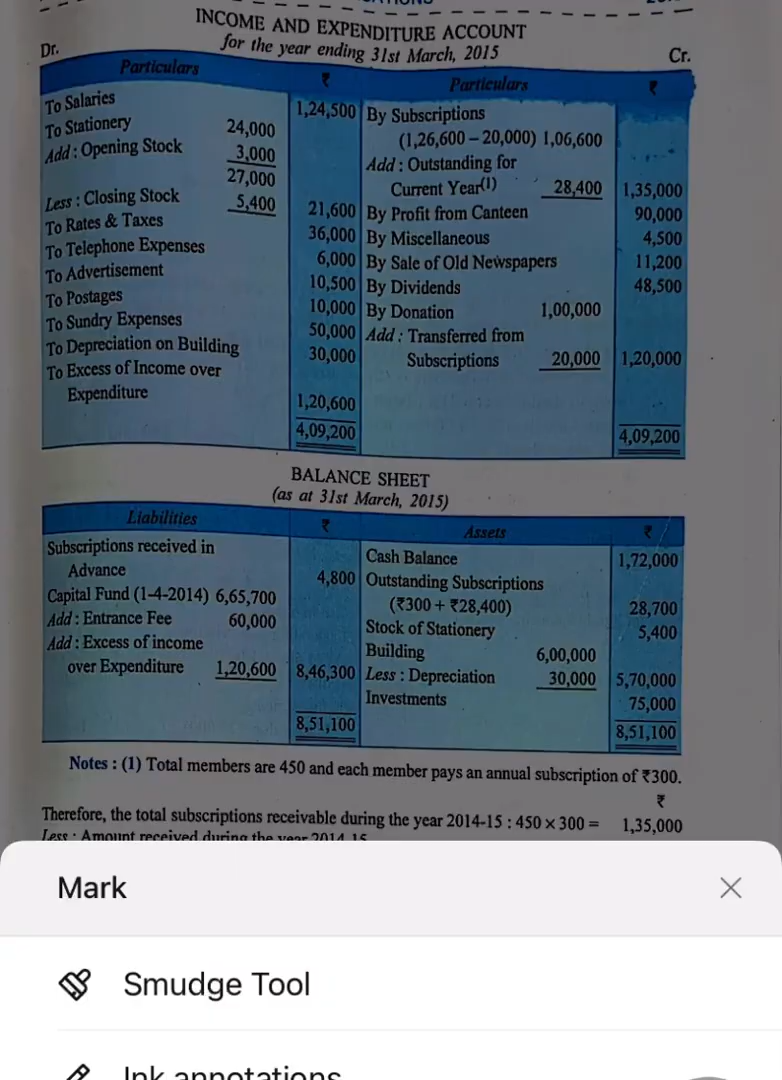 INCOME AND EXPENDITURE ACCOUNT
for the year ending 31st March, 2015
Dr. Cr.
Particulars ₹ Particulars ₹
To Salaries 1,24,500 By Subscriptions
To Stationery 24,000 (1,26,600 – 20,000) 1,06,600
Add : Opening Stock 3,000 Add : Outstanding for
27,000 Current Year(1) 28,400 1,35,000
Less : Closing Stock 5,400 21,600 By Profit from Canteen 90,000
To Rates & Taxes 36,000 By Miscellaneous 4,500
To Telephone Expenses 6,000 By Sale of Old Newspapers 11,200
To Advertisement 10,500 By Dividends 48,500
To Postages 10,000 By Donation 1,00,000
To Sundry Expenses 50,000 Add : Transferred from
To Depreciation on Building 30,000 Subscriptions 20,000 1,20,000
To Excess of Income over
Expenditure 1,20,600
4,09,200 4,09,200
BALANCE SHEET
(as at 31st March, 2015)
Liabilities ₹ Assets ₹
Subscriptions received in Cash Balance 1,72,000
Advance 4,800 Outstanding Subscriptions
Capital Fund (1-4-2014) 6,65,700 (₹300 + ₹28,400) 28,700
Add : Entrance Fee 60,000 Stock of Stationery 5,400
Add : Excess of income Building 6,00,000
over Expenditure 1,20,600 8,46,300 Less : Depreciation 30,000 5,70,000
Investments 75,000
8,51,100 8,51,100
Notes : (1) Total members are 450 and each member pays an annual subscription of ₹300.
₹
Therefore, the total subscriptions receivable during the year 2014-15 : 450 × 300 = 1,35,000
Less : Amount received during the year 2014-15
Mark
Smudge Tool
Ink annotations